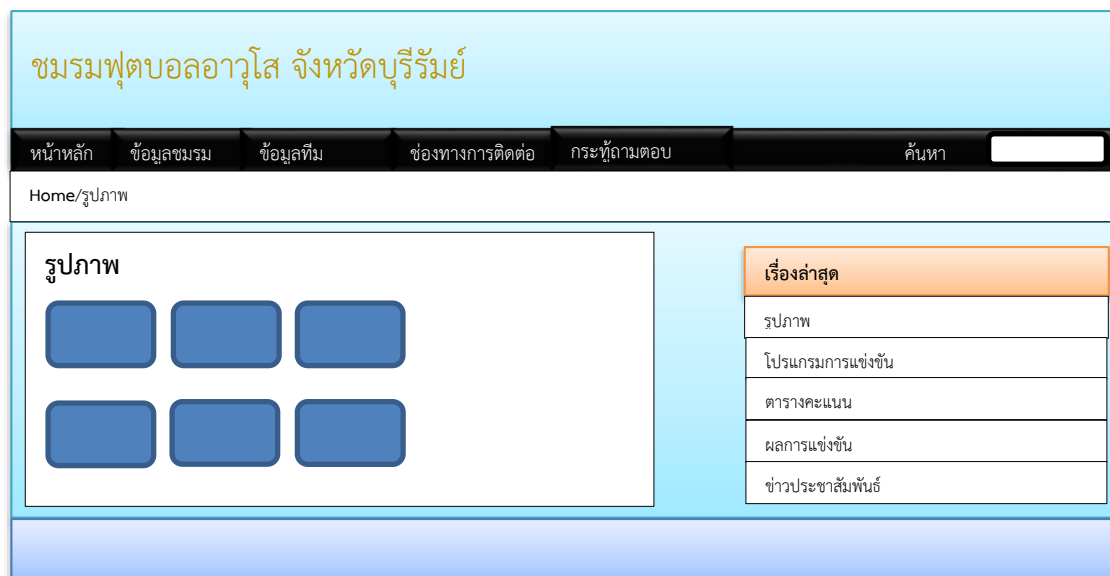 ชมรมฟุตบอลอาวุโส จังหวัดบุรีรัมย์
หน้าหลัก ข้อมูลชมรม ข้อมูลทีม ช่องทางการติดต่อ กระทู้ถามตอบ ค้นหา
Home/รูปภาพ
รูปภาพ
เรื่องล่าสุด
รูปภาพ
โปรแกรมการแข่งขัน
ตารางคะแนน
ผลการแข่งขัน
ข่าวประชาสัมพันธ์